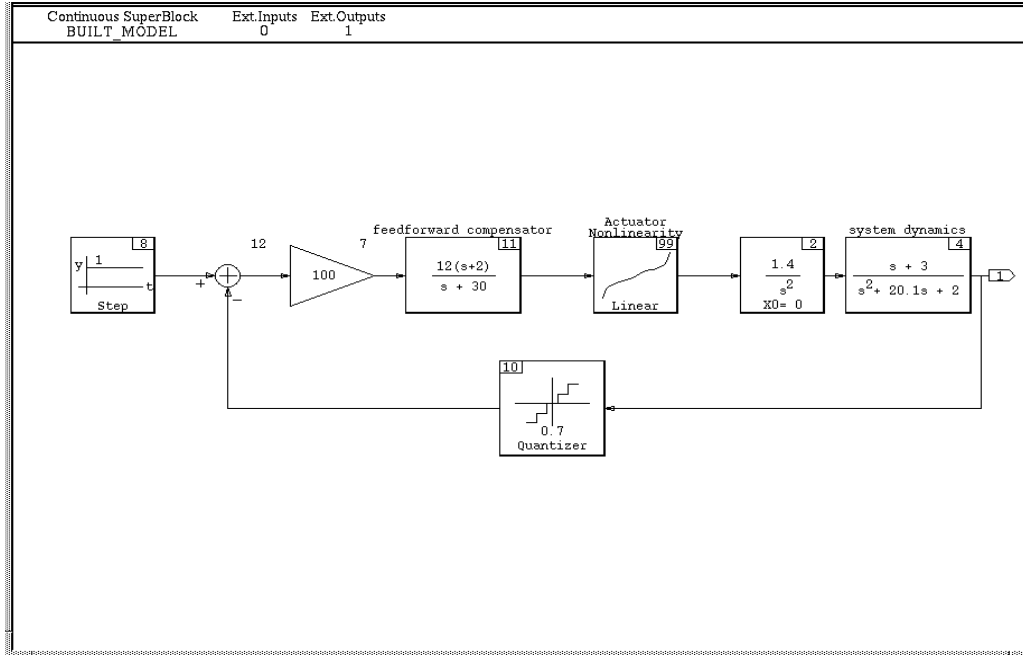 Continuous SuperBlock Ext.Inputs Ext.Outputs
BUILT_MODEL 0 1
8
y 1
t
Step
+
−
12
100
7
feedforward compensator
11
12(s+2)
s + 30
Actuator
Nonlinearity
99
Linear
2
1.4
s2
X0= 0
system dynamics
4
s + 3
s2+ 20.1s + 2
1
10
0.7
Quantizer